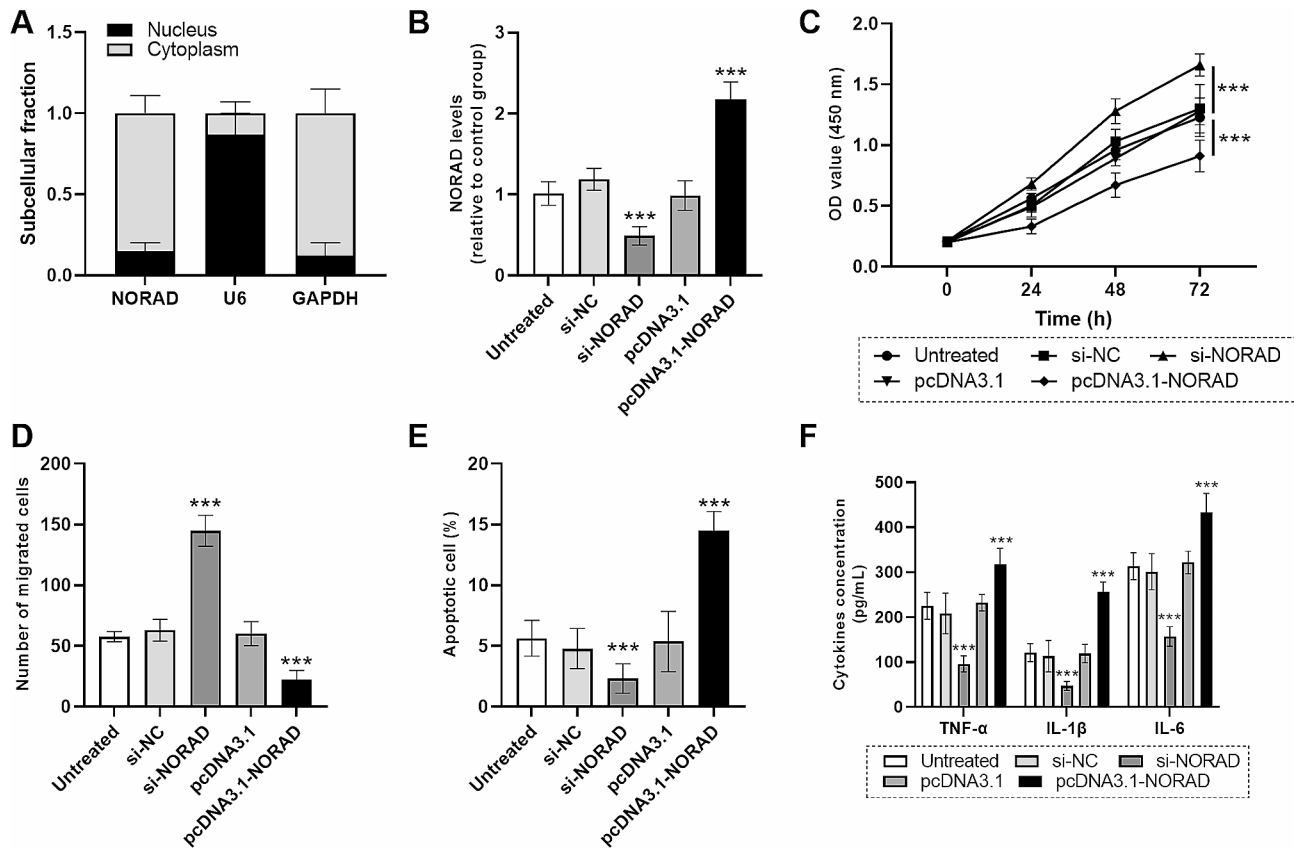 A
Nucleus
Cytoplasm
Subcellular fraction
1.5
1.0
0.5
0.0
NORAD U6 GAPDH
B
NORAD levels
(relative to control group)
3
2
1
0
***
***
Untreated
si-NC
si-NORAD
pcDNA3.1
pcDNA3.1-NORAD
C
OD value (450 nm)
2.0
1.5
1.0
0.5
0.0
***
***
0 24 48 72
Time (h)
Untreated si-NC si-NORAD
pcDNA3.1 pcDNA3.1-NORAD
D
Number of migrated cells
200
150
100
50
0
***
***
Untreated
si-NC
si-NORAD
pcDNA3.1
pcDNA3.1-NORAD
E
Apoptotic cell (%)
20
15
10
5
0
***
***
Untreated
si-NC
si-NORAD
pcDNA3.1
pcDNA3.1-NORAD
F
Cytokines concentration
(pg/mL)
500
400
300
200
100
0
*** *** *** *** *** ***
TNF-α IL-1β IL-6
Untreated si-NC si-NORAD
pcDNA3.1 pcDNA3.1-NORAD